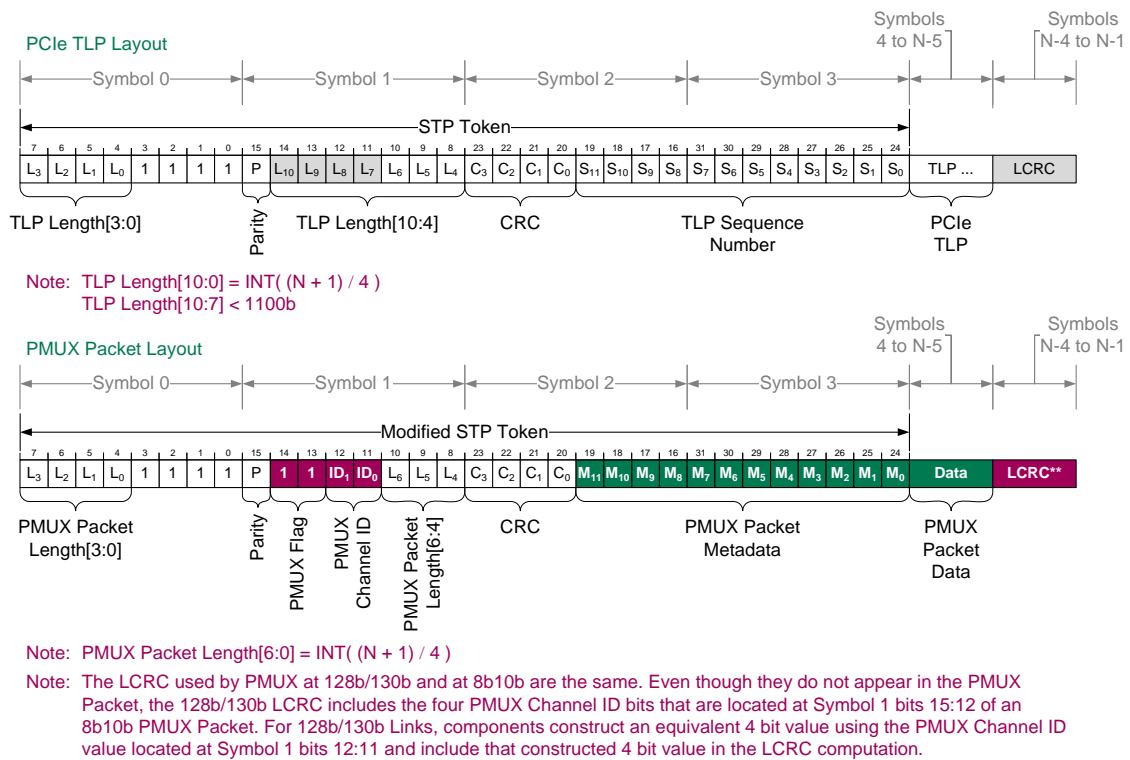 Symbols Symbols
PCIe TLP Layout 4 to N-5 N-4 to N-1
Symbol 0 Symbol 1 Symbol 2 Symbol 3
STP Token
7 6 5 4 3 2 1 0 15 14 13 12 11 10 9 8 23 22 21 20 19 18 17 16 31 30 29 28 27 26 25 24
L3 L2 L1 L0 1 1 1 1 P L10 L9 L8 L7 L6 L5 L4 C3 C2 C1 C0 S11 S10 S9 S8 S7 S6 S5 S4 S3 S2 S1 S0 TLP ... LCRC
TLP Length[3:0] Parity TLP Length[10:4] CRC TLP Sequence PCIe
Number TLP
Note: TLP Length[10:0] = INT( (N + 1) / 4 )
TLP Length[10:7] < 1100b
Symbols Symbols
PMUX Packet Layout 4 to N-5 N-4 to N-1
Symbol 0 Symbol 1 Symbol 2 Symbol 3
Modified STP Token
7 6 5 4 3 2 1 0 15 14 13 12 11 10 9 8 23 22 21 20 19 18 17 16 31 30 29 28 27 26 25 24
L3 L2 L1 L0 1 1 1 1 P 1 1 ID1 ID0 L6 L5 L4 C3 C2 C1 C0 M11 M10 M9 M8 M7 M6 M5 M4 M3 M2 M1 M0 Data LCRC**
PMUX Packet
Length[3:0]
Parity
PMUX Flag
PMUX
Channel ID
PMUX Packet
Length[6:4]
CRC
PMUX Packet
Metadata
PMUX
Packet
Data
Note: PMUX Packet Length[6:0] = INT( (N + 1) / 4 )
Note: The LCRC used by PMUX at 128b/130b and at 8b10b are the same. Even though they do not appear in the PMUX
Packet, the 128b/130b LCRC includes the four PMUX Channel ID bits that are located at Symbol 1 bits 15:12 of an
8b10b PMUX Packet. For 128b/130b Links, components construct an equivalent 4 bit value using the PMUX Channel ID
value located at Symbol 1 bits 12:11 and include that constructed 4 bit value in the LCRC computation.